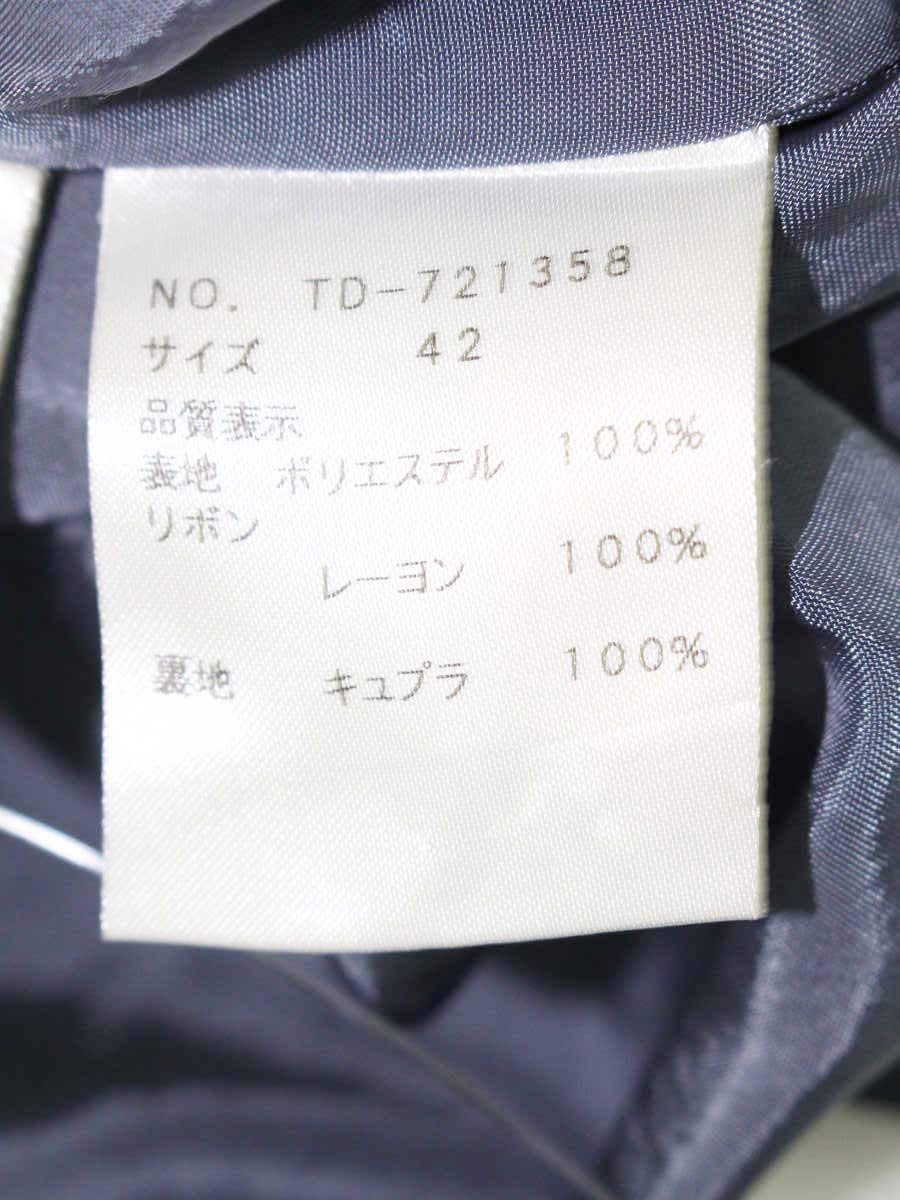 NO. TD-721358
サイズ 42
品質表示
表地 ポリエステル 100%
リボン
レーヨン 100%
裏地 キュプラ 100%